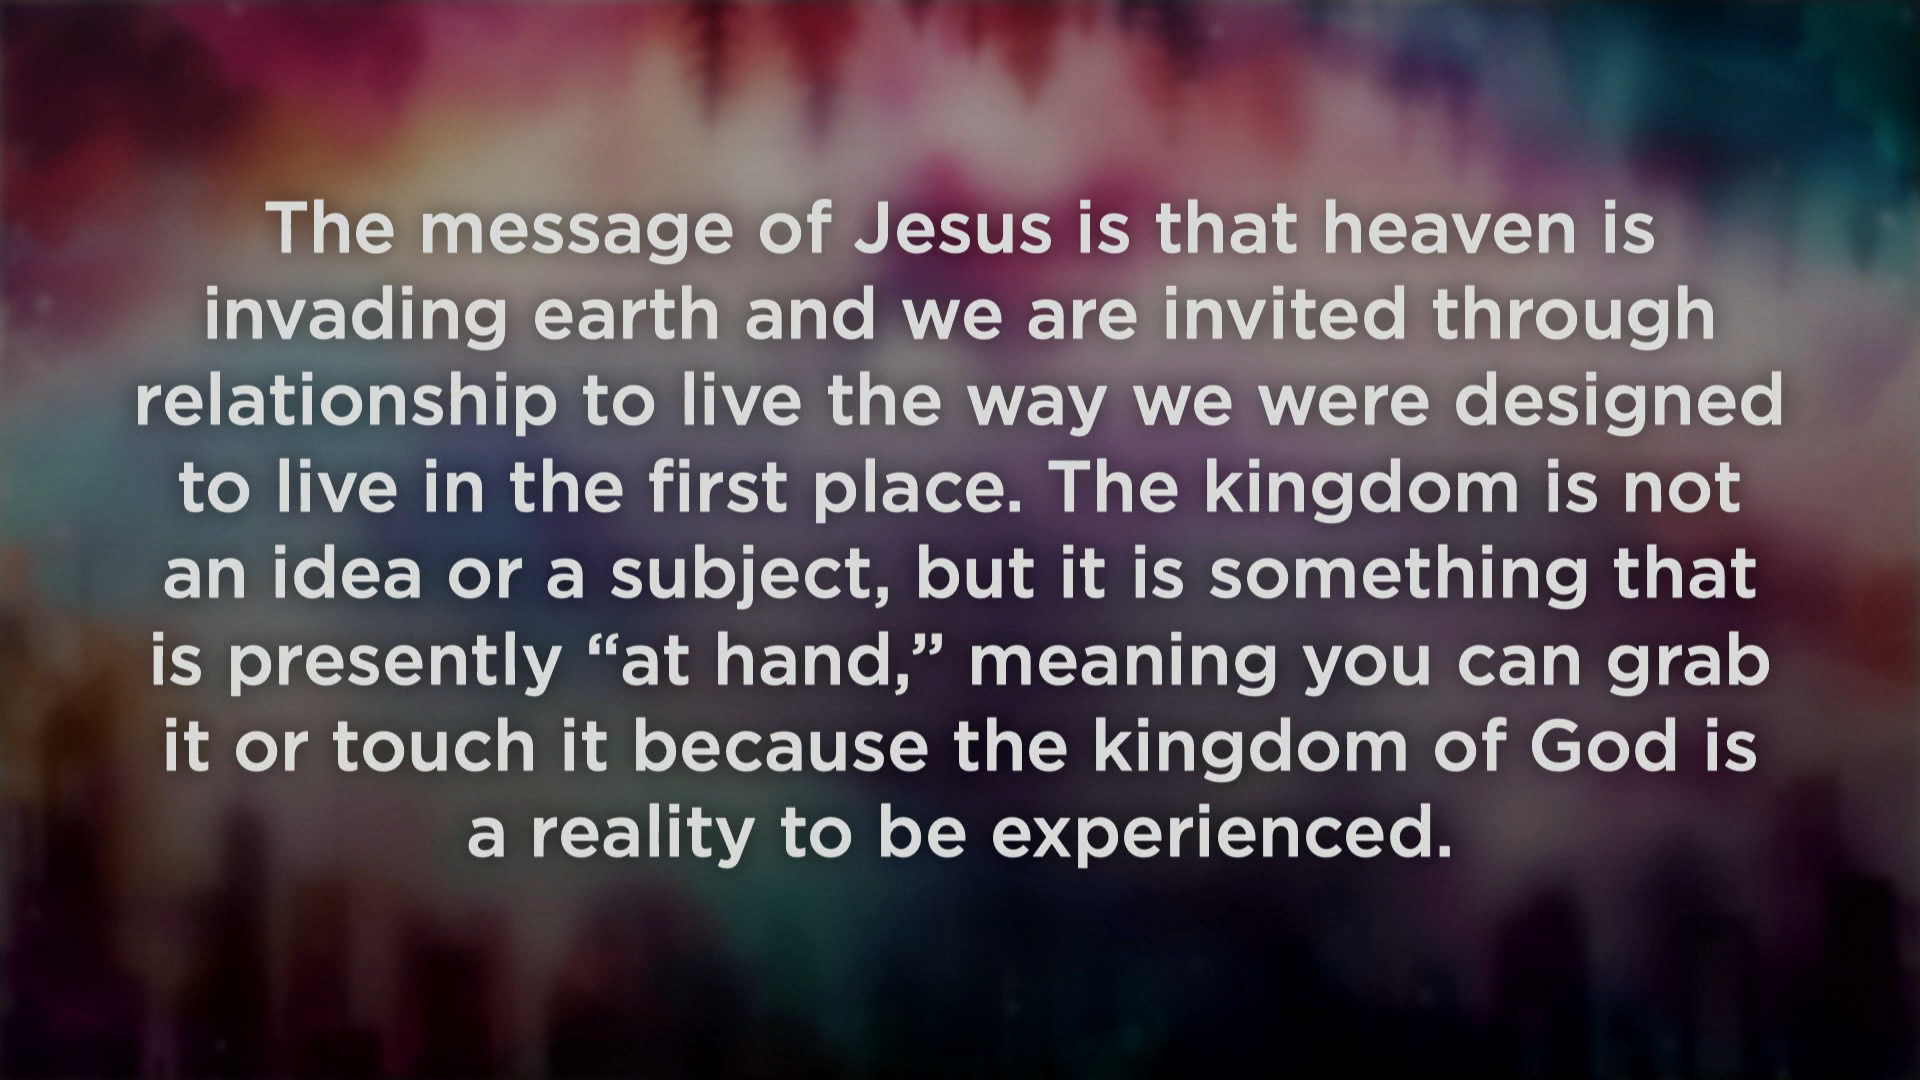 The message of Jesus is that heaven is
invading earth and we are invited through
relationship to live the way we were designed
to live in the first place. The kingdom is not
an idea or a subject, but it is something that
is presently “at hand,” meaning you can grab
it or touch it because the kingdom of God is
a reality to be experienced.